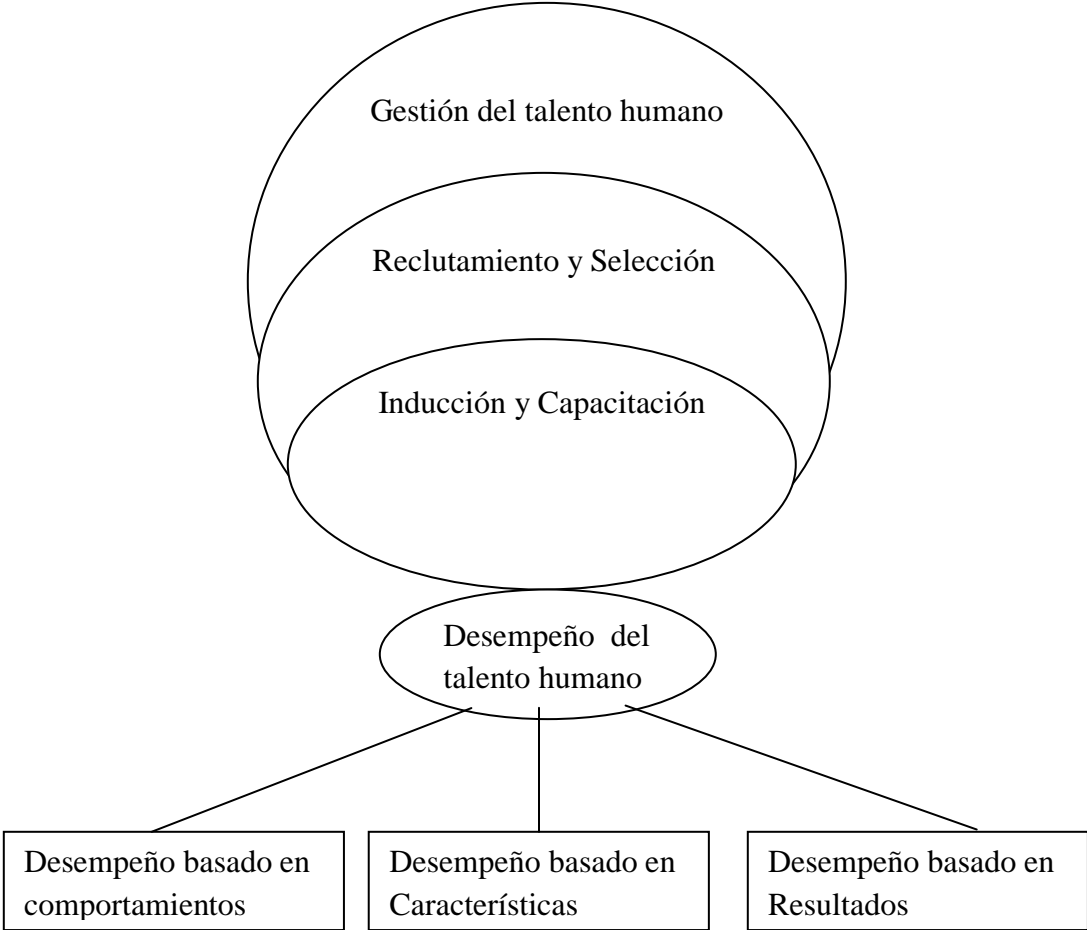 Gestión del talento humano
Reclutamiento y Selección
Inducción y Capacitación
Desempeño  del
talento humano
Desempeño basado en
comportamientos
Desempeño basado en
Características
Desempeño basado en
Resultados